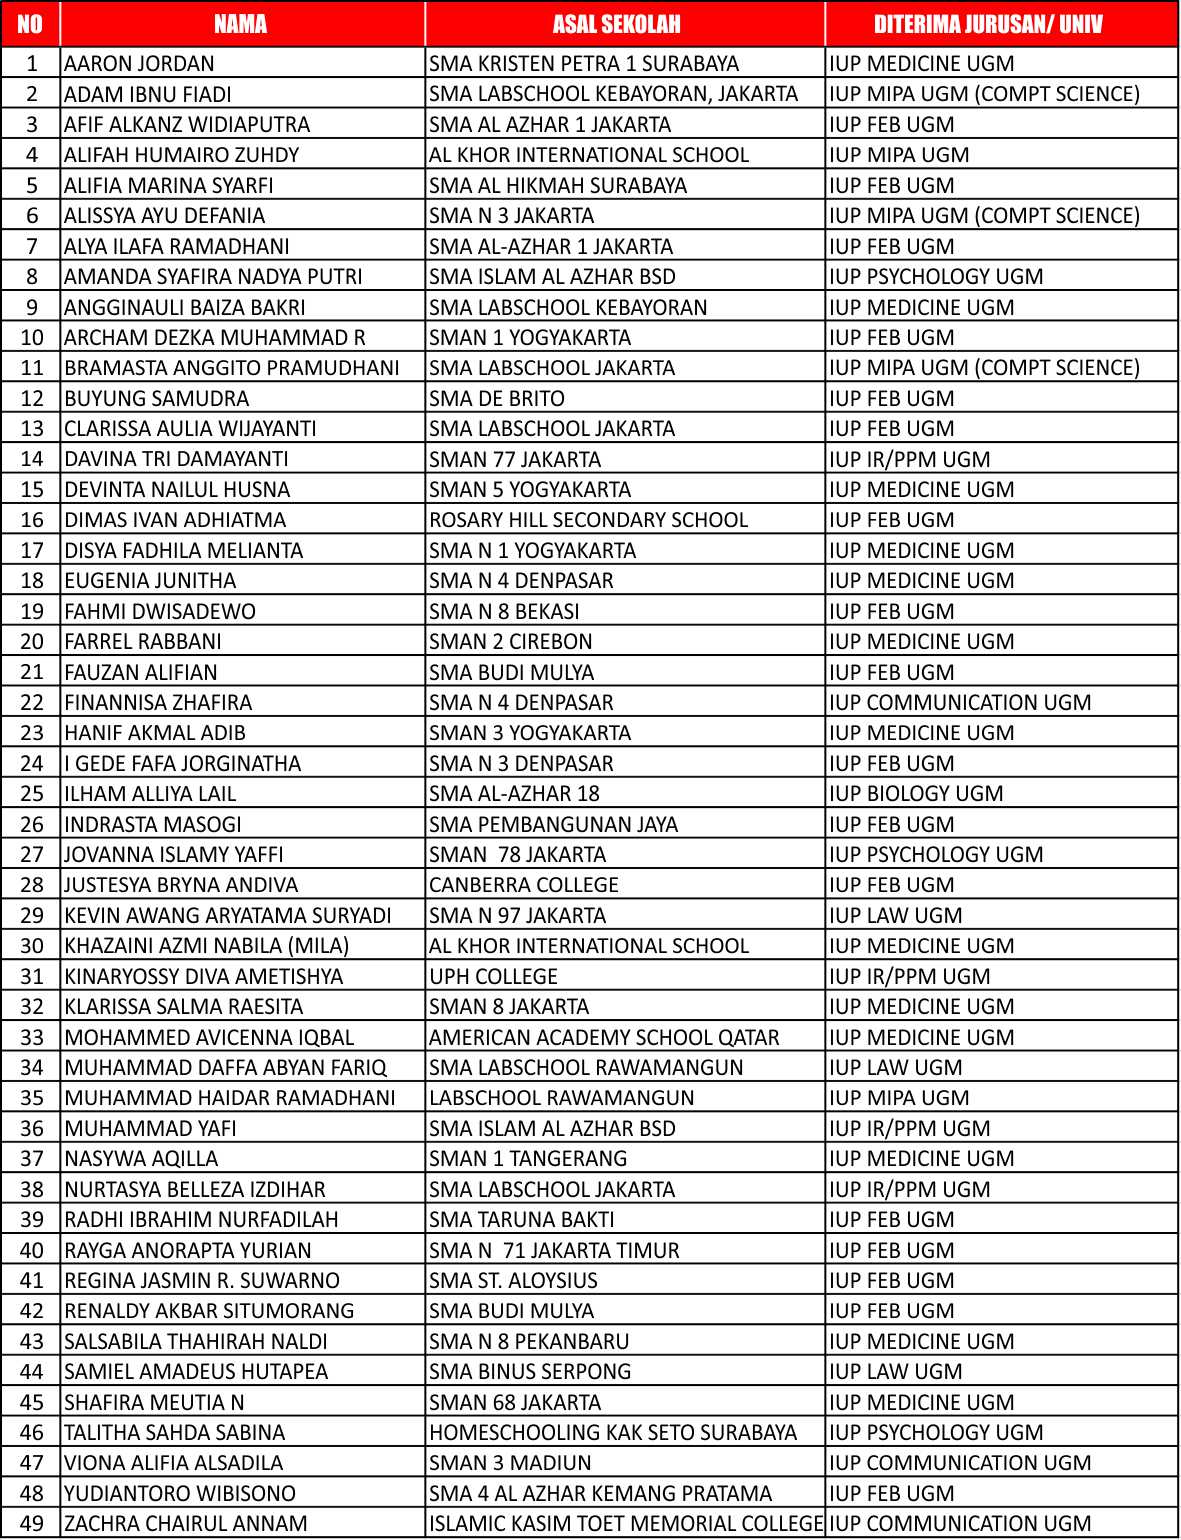 NO NAMA ASAL SEKOLAH DITERIMA JURUSAN/ UNIV
1 AARON JORDAN SMA KRISTEN PETRA 1 SURABAYA IUP MEDICINE UGM
2 ADAM IBNU FIADI SMA LABSCHOOL KEBAYORAN, JAKARTA IUP MIPA UGM (COMPT SCIENCE)
3 AFIF ALKANZ WIDIAPUTRA SMA AL AZHAR 1 JAKARTA IUP FEB UGM
4 ALIFAH HUMAIRO ZUHDY AL KHOR INTERNATIONAL SCHOOL IUP MIPA UGM
5 ALIFIA MARINA SYARFI SMA AL HIKMAH SURABAYA IUP FEB UGM
6 ALISSYA AYU DEFANIA SMA N 3 JAKARTA IUP MIPA UGM (COMPT SCIENCE)
7 ALYA ILAFA RAMADHANI SMA AL-AZHAR 1 JAKARTA IUP FEB UGM
8 AMANDA SYAFIRA NADYA PUTRI SMA ISLAM AL AZHAR BSD IUP PSYCHOLOGY UGM
9 ANGGINAULI BAIZA BAKRI SMA LABSCHOOL KEBAYORAN IUP MEDICINE UGM
10 ARCHAM DEZKA MUHAMMAD R SMAN 1 YOGYAKARTA IUP FEB UGM
11 BRAMASTA ANGGITO PRAMUDHANI SMA LABSCHOOL JAKARTA IUP MIPA UGM (COMPT SCIENCE)
12 BUYUNG SAMUDRA SMA DE BRITO IUP FEB UGM
13 CLARISSA AULIA WIJAYANTI SMA LABSCHOOL JAKARTA IUP FEB UGM
14 DAVINA TRI DAMAYANTI SMAN 77 JAKARTA IUP IR/PPM UGM
15 DEVINTA NAILUL HUSNA SMAN 5 YOGYAKARTA IUP MEDICINE UGM
16 DIMAS IVAN ADHIATMA ROSARY HILL SECONDARY SCHOOL IUP FEB UGM
17 DISYA FADHILA MELIANTA SMA N 1 YOGYAKARTA IUP MEDICINE UGM
18 EUGENIA JUNITHA SMA N 4 DENPASAR IUP MEDICINE UGM
19 FAHMI DWISADEWO SMA N 8 BEKASI IUP FEB UGM
20 FARREL RABBANI SMAN 2 CIREBON IUP MEDICINE UGM
21 FAUZAN ALIFIAN SMA BUDI MULYA IUP FEB UGM
22 FINANNISA ZHAFIRA SMA N 4 DENPASAR IUP COMMUNICATION UGM
23 HANIF AKMAL ADIB SMAN 3 YOGYAKARTA IUP MEDICINE UGM
24 I GEDE FAFA JORGINATHA SMA N 3 DENPASAR IUP FEB UGM
25 ILHAM ALLIYA LAIL SMA AL-AZHAR 18 IUP BIOLOGY UGM
26 INDRASTA MASOGI SMA PEMBANGUNAN JAYA IUP FEB UGM
27 JOVANNA ISLAMY YAFFI SMAN 78 JAKARTA IUP PSYCHOLOGY UGM
28 JUSTESYA BRYNA ANDIVA CANBERRA COLLEGE IUP FEB UGM
29 KEVIN AWANG ARYATAMA SURYADI SMA N 97 JAKARTA IUP LAW UGM
30 KHAZAINI AZMI NABILA (MILA) AL KHOR INTERNATIONAL SCHOOL IUP MEDICINE UGM
31 KINARYOSSY DIVA AMETISHYA UPH COLLEGE IUP IR/PPM UGM
32 KLARISSA SALMA RAESITA SMAN 8 JAKARTA IUP MEDICINE UGM
33 MOHAMMED AVICENNA IQBAL AMERICAN ACADEMY SCHOOL QATAR IUP MEDICINE UGM
34 MUHAMMAD DAFFA ABYAN FARIQ SMA LABSCHOOL RAWAMANGUN IUP LAW UGM
35 MUHAMMAD HAIDAR RAMADHANI LABSCHOOL RAWAMANGUN IUP MIPA UGM
36 MUHAMMAD YAFI SMA ISLAM AL AZHAR BSD IUP IR/PPM UGM
37 NASYWA AQILLA SMAN 1 TANGERANG IUP MEDICINE UGM
38 NURTASYA BELLEZA IZDIHAR SMA LABSCHOOL JAKARTA IUP IR/PPM UGM
39 RADHI IBRAHIM NURFADILAH SMA TARUNA BAKTI IUP FEB UGM
40 RAYGA ANORAPTA YURIAN SMA N 71 JAKARTA TIMUR IUP FEB UGM
41 REGINA JASMIN R. SUWARNO SMA ST. ALOYSIUS IUP FEB UGM
42 RENALDY AKBAR SITUMORANG SMA BUDI MULYA IUP FEB UGM
43 SALSABILA THAHIRAH NALDI SMA N 8 PEKANBARU IUP MEDICINE UGM
44 SAMIEL AMADEUS HUTAPEA SMA BINUS SERPONG IUP LAW UGM
45 SHAFIRA MEUTIA N SMAN 68 JAKARTA IUP MEDICINE UGM
46 TALITHA SAHDA SABINA HOMESCHOOLING KAK SETO SURABAYA IUP PSYCHOLOGY UGM
47 VIONA ALIFIA ALSADILA SMAN 3 MADIUN IUP COMMUNICATION UGM
48 YUDIANTORO WIBISONO SMA 4 AL AZHAR KEMANG PRATAMA IUP FEB UGM
49 ZACHRA CHAIRUL ANNAM ISLAMIC KASIM TOET MEMORIAL COLLEGE IUP COMMUNICATION UGM